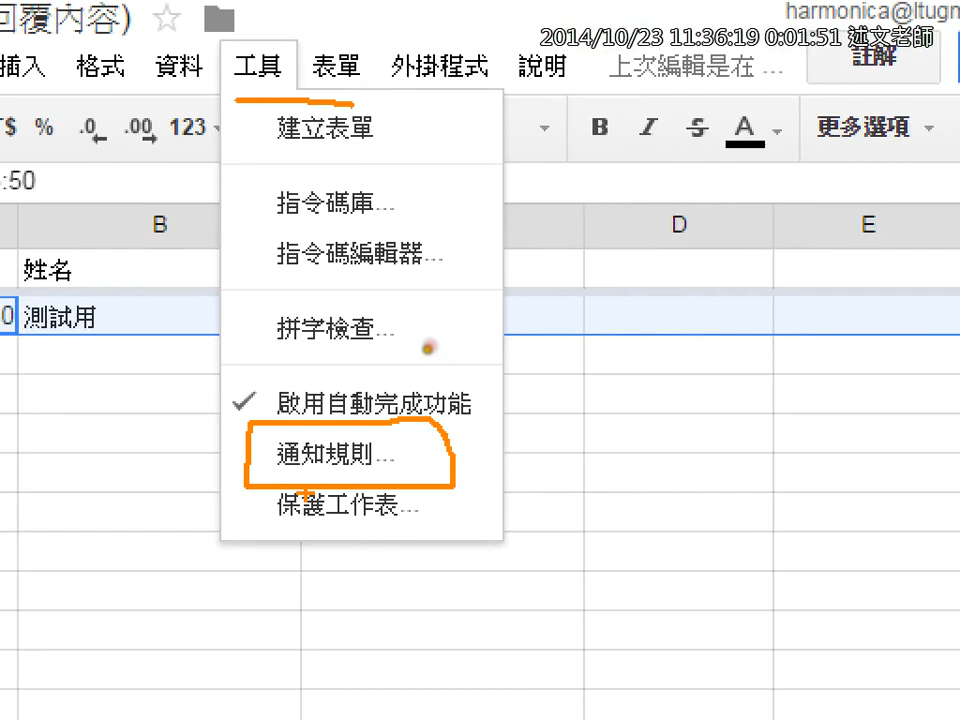 回覆內容)
harmonica@ltugm
2014/10/23 11:36:19 0:01:51 述文老師
插入 格式 資料 工具 表單 外掛程式 說明 上次編輯是在 ... 註解
% .0 .00 123 B I S A 更多選項
:50
B D E
姓名
0 測試用
建立表單
指令碼庫...
指令碼編輯器...
拼字檢查...
啟用自動完成功能
通知規則...
保護工作表...